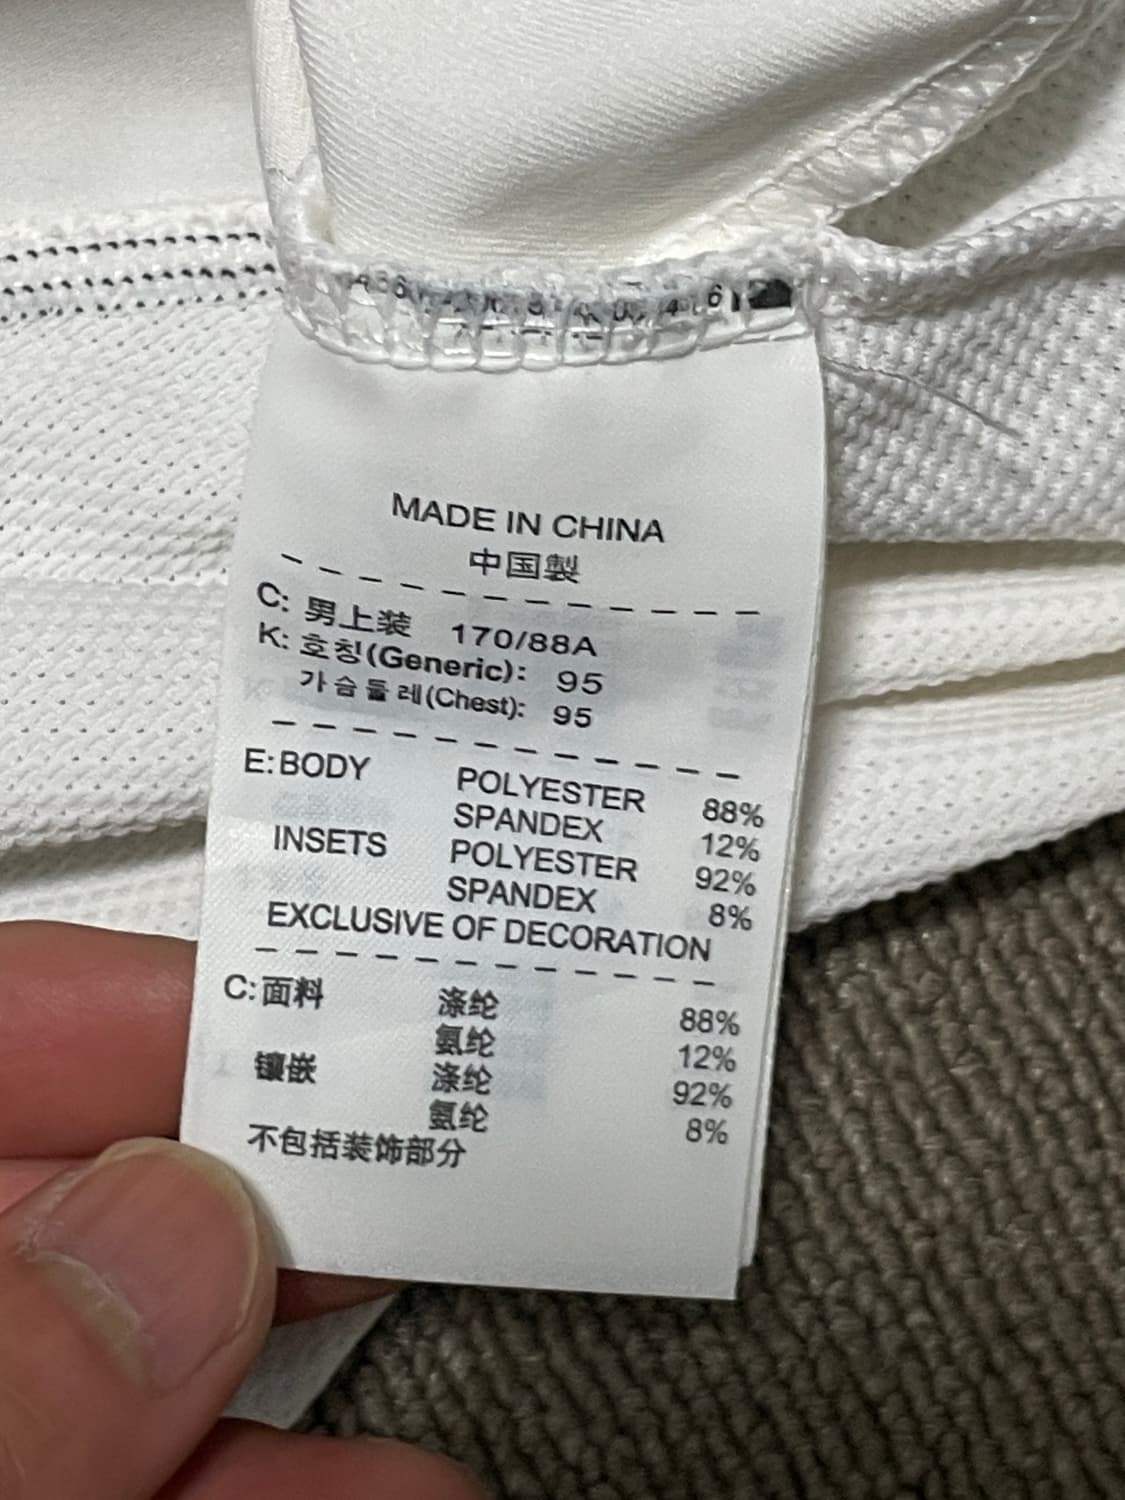 MADE IN CHINA
中国製
C: 男上装 170/88A
K: 호칭(Generic): 95
가슴둘레(Chest): 95
E: BODY POLYESTER 88%
SPANDEX 12%
INSETS POLYESTER 92%
SPANDEX 8%
EXCLUSIVE OF DECORATION
C: 面料 涤纶 88%
氨纶 12%
镶嵌 涤纶 92%
氨纶 8%
不包括装饰部分